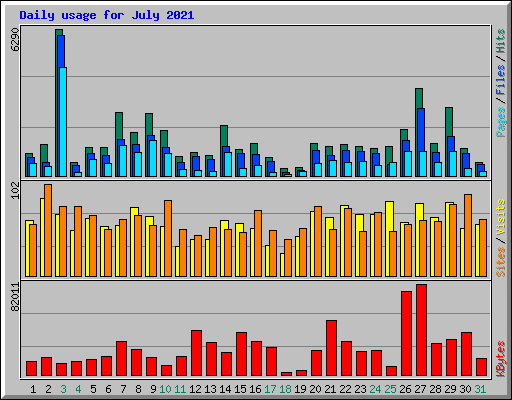 Daily usage for July 2021
6290
Pages / Files / Hits
102
Sites / Visits
82011
KBytes
1 2 3 4 5 6 7 8 9 10 11 12 13 14 15 16 17 18 19 20 21 22 23 24 25 26 27 28 29 30 31